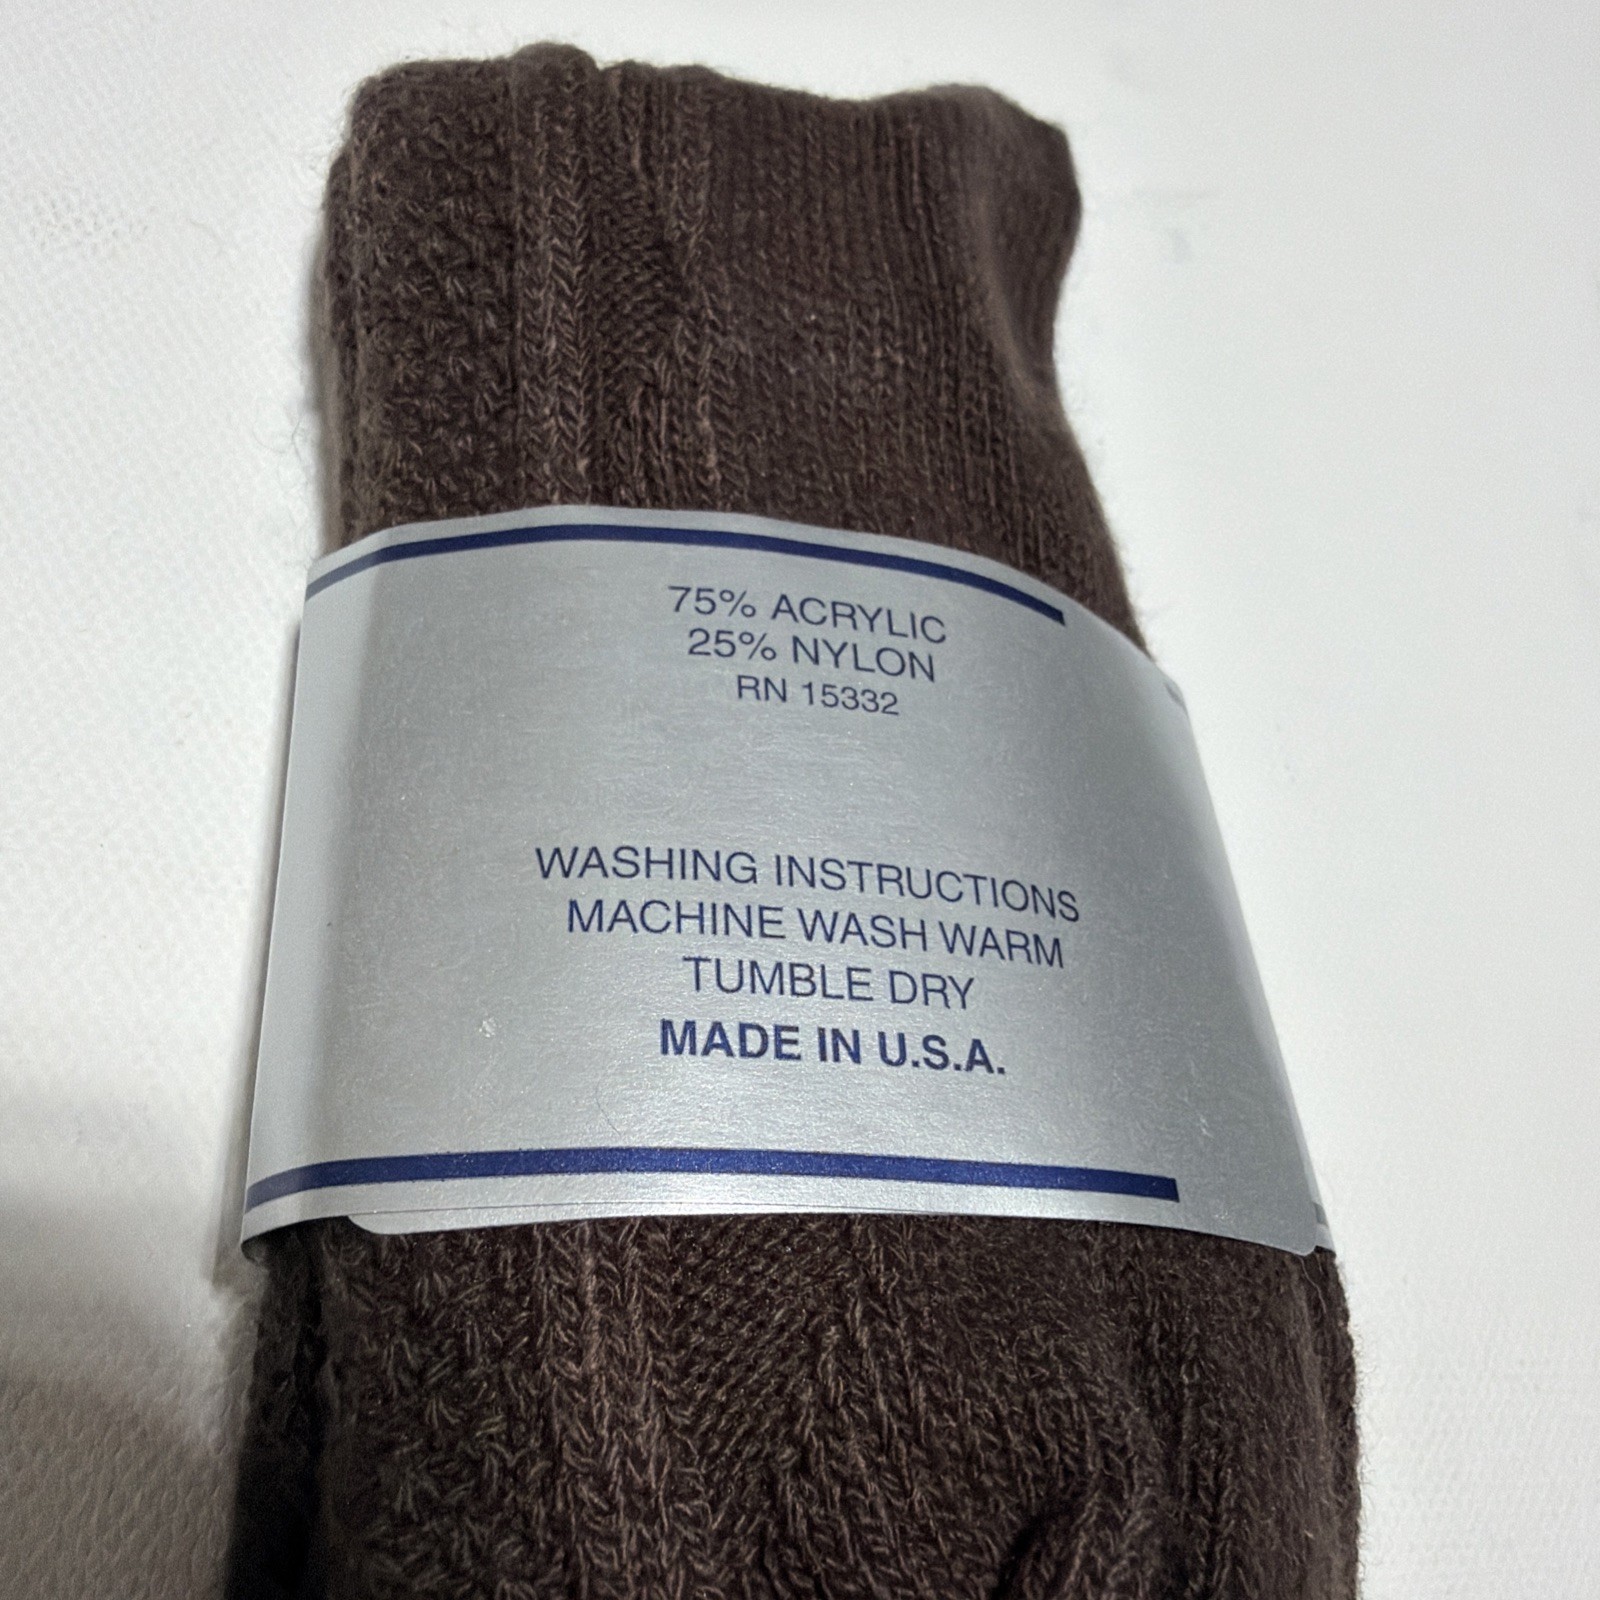 75% ACRYLIC
25% NYLON
RN 15332
WASHING INSTRUCTIONS
MACHINE WASH WARM
TUMBLE DRY
MADE IN U.S.A.